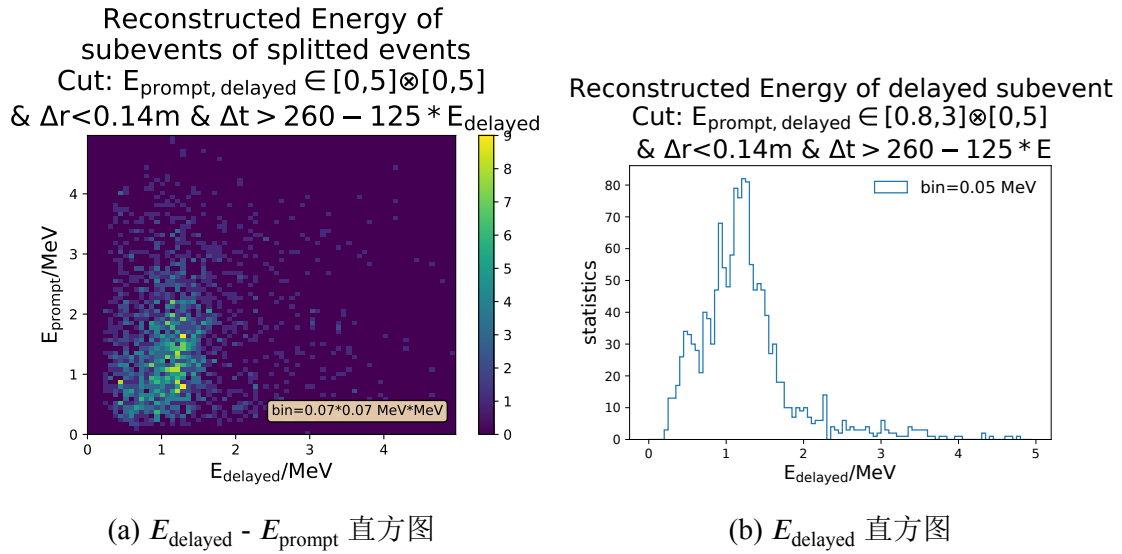 Reconstructed Energy of
subevents of splitted events
Cut: E_prompt, delayed ∈ [0,5]⊗[0,5]
& Δr<0.14m & Δt > 260 − 125 * E_delayed
E_prompt/MeV
4
3
2
1
0
bin=0.07*0.07 MeV*MeV
0 1 2 3 4
E_delayed/MeV
9
8
7
6
5
4
3
2
1
0
(a) E_delayed - E_prompt 直方图
Reconstructed Energy of delayed subevent
Cut: E_prompt, delayed ∈ [0.8,3]⊗[0,5]
& Δr<0.14m & Δt > 260 − 125 * E
bin=0.05 MeV
statistics
80
70
60
50
40
30
20
10
0
0 1 2 3 4 5
E_delayed/MeV
(b) E_delayed 直方图